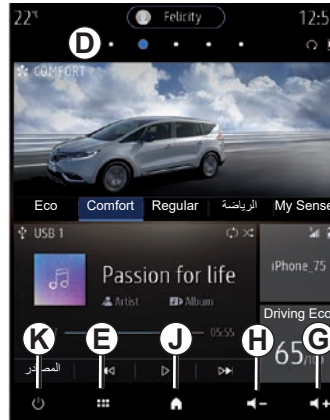 22°c Felicity 12:5
D
COMFORT
Eco Comfort Regular الرياضة My Sense
USB 1
Passion for life
Artist Album
iPhone_75
05:55
Driving Eco
65/100
المصادر
K E J H G